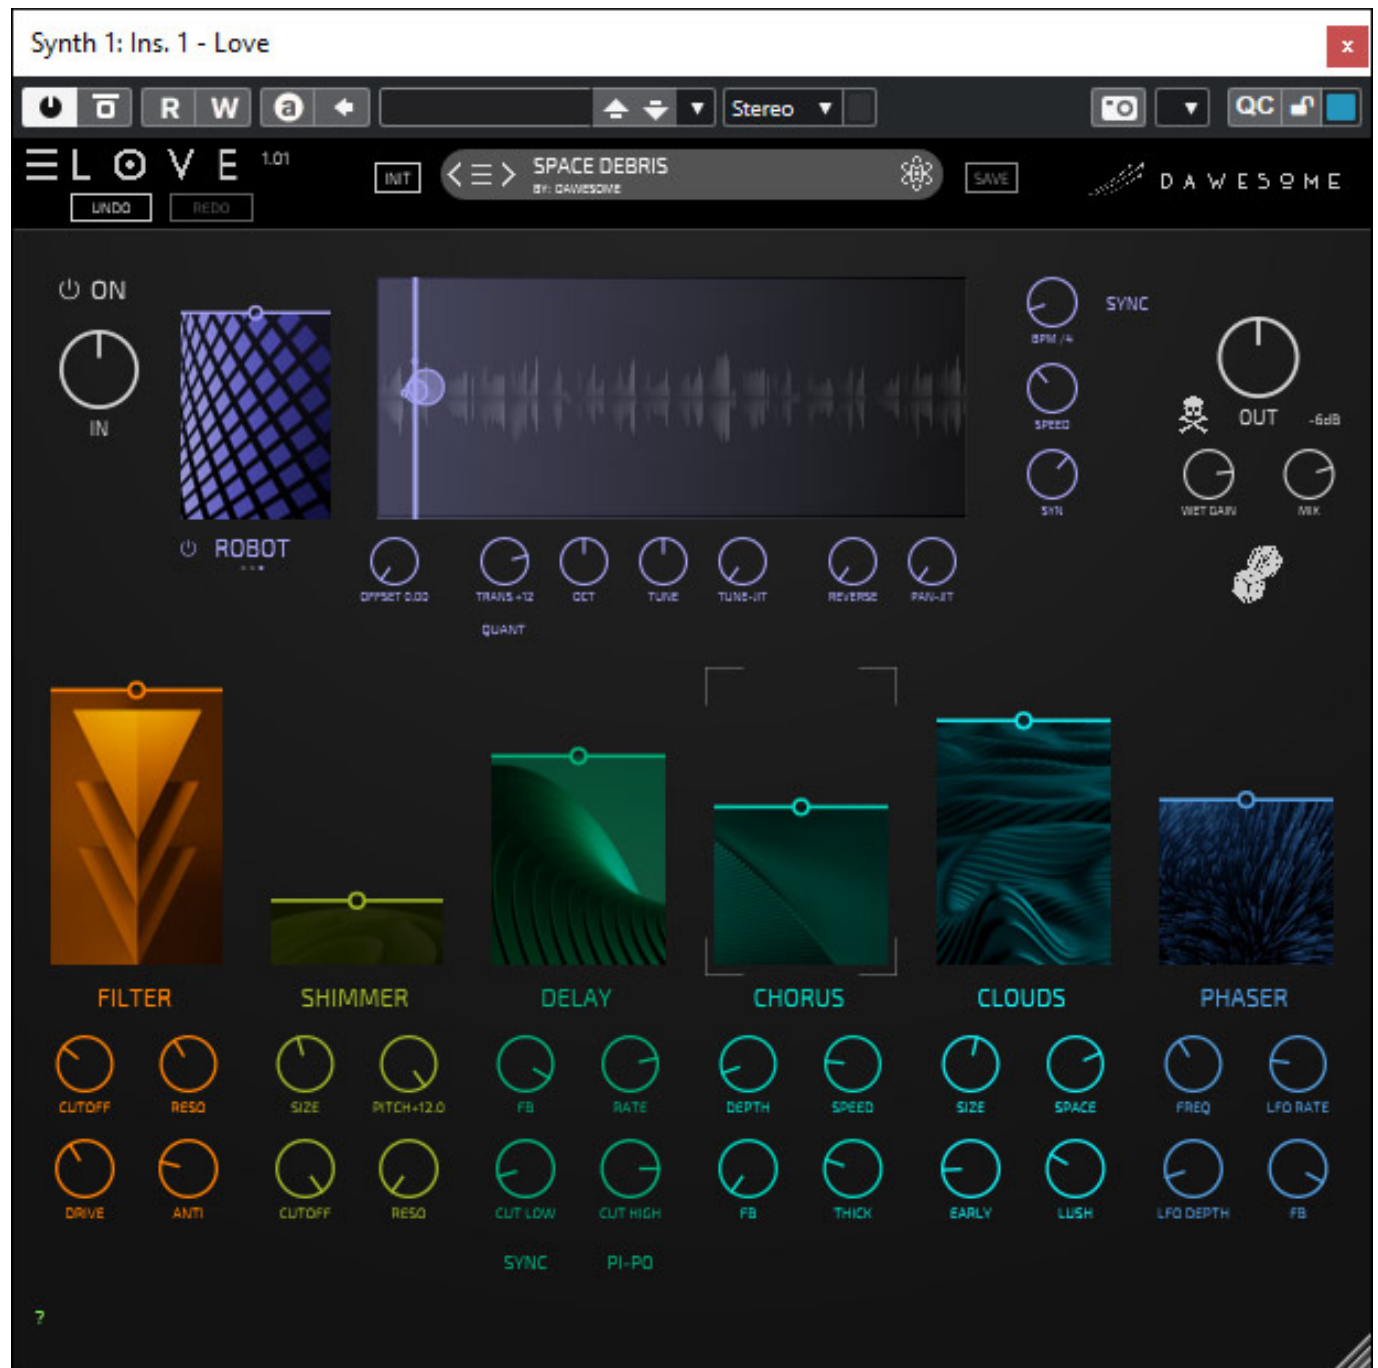 Synth 1: Ins. 1 - Love
R W a Stereo QC
LOVE 1.01
INIT
SPACE DEBRIS
BY: DAWESOME
SAVE
DAWESOME
UNDO REDO
ON
IN
ROBOT
OFFSET 0.00 TRANS +12 OCT TUNE TUNE-JIT REVERSE PAN-JIT
QUANT
BPM /4 SYNC
SPEED
SYN
OUT -6dB
WET GAIN MIX
FILTER SHIMMER DELAY CHORUS CLOUDS PHASER
CUTOFF RESO SIZE PITCH+12.0 FB RATE DEPTH SPEED SIZE SPACE FREQ LFO RATE
DRIVE ANTI CUTOFF RESO CUT LOW CUT HIGH FB THICK EARLY LUSH LFO DEPTH FB
SYNC PI-PO
?